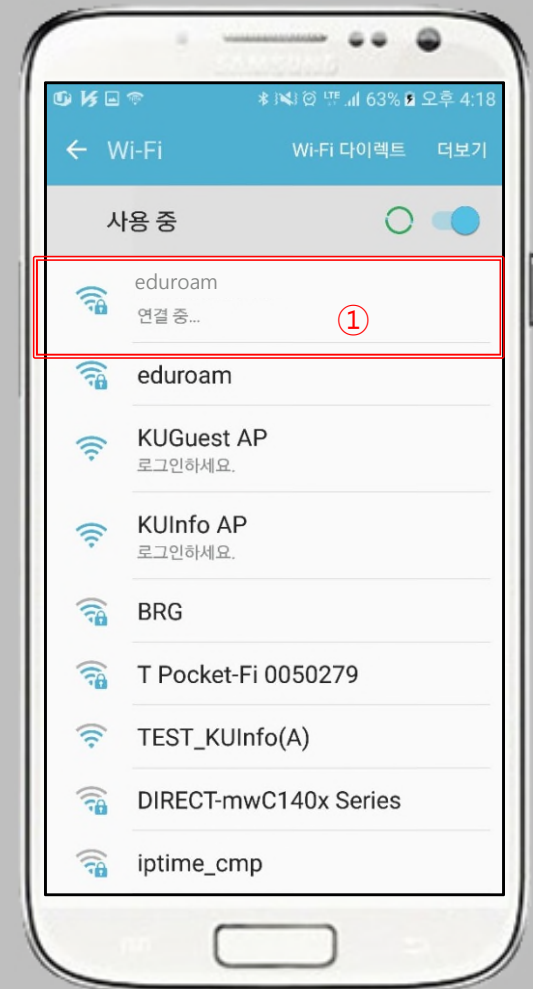 SAMSUNG
LTE 63% 오후 4:18
Wi-Fi Wi-Fi 다이렉트 더보기
사용 중
eduroam
연결 중...
①
eduroam
KUGuest AP
로그인하세요.
KUInfo AP
로그인하세요.
BRG
T Pocket-Fi 0050279
TEST_KUInfo(A)
DIRECT-mwC140x Series
iptime_cmp